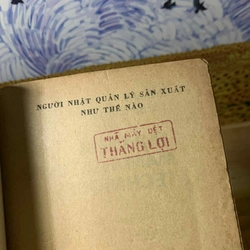 NGƯỜI NHẬT QUẢN LÝ SẢN XUẤT
NHƯ THẾ NÀO
NHÀ MÁY DỆT
THẮNG LỢI